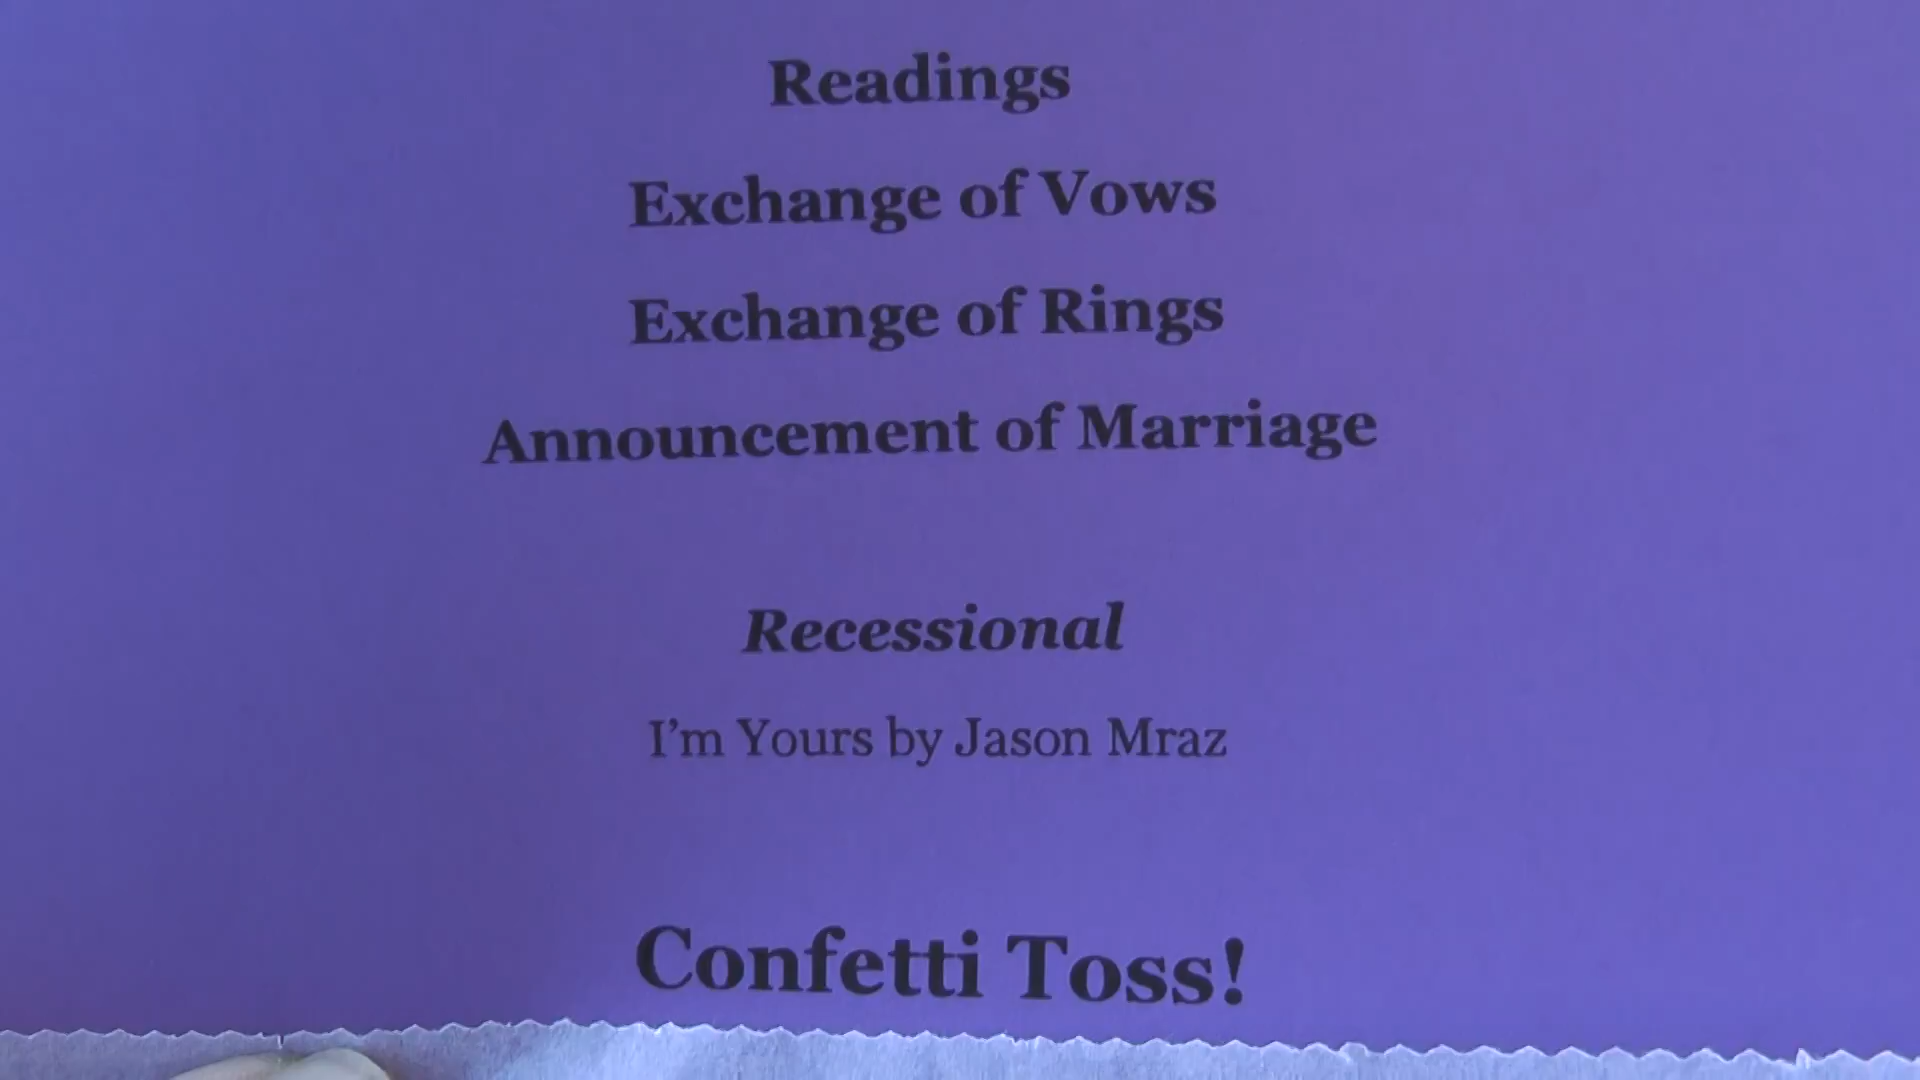 Readings
Exchange of Vows
Exchange of Rings
Announcement of Marriage
Recessional
I'm Yours by Jason Mraz
Confetti Toss!